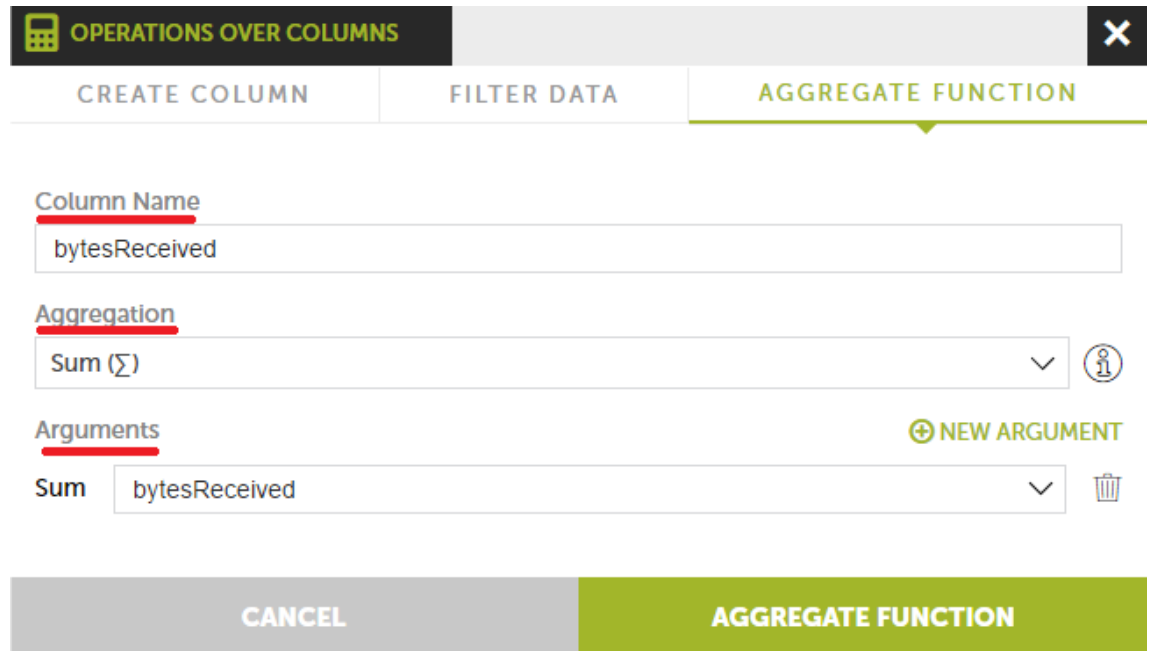 OPERATIONS OVER COLUMNS
CREATE COLUMN
FILTER DATA
AGGREGATE FUNCTION
Column Name
bytesReceived
Aggregation
Sum (∑)
Arguments
NEW ARGUMENT
Sum
bytesReceived
CANCEL
AGGREGATE FUNCTION